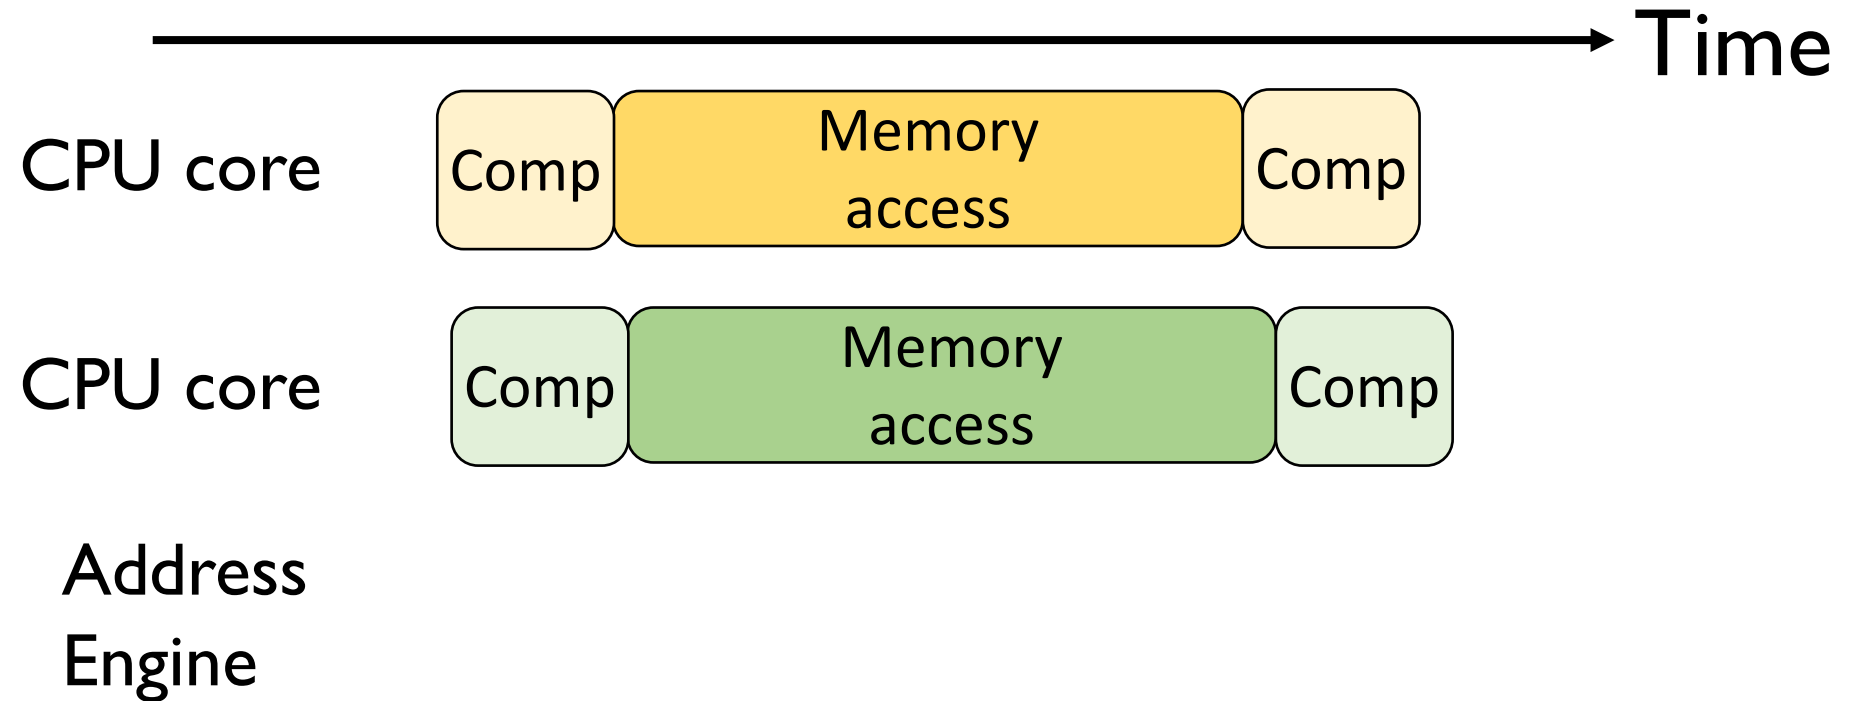 Time
CPU core
Comp
Memory
access
Comp
CPU core
Comp
Memory
access
Comp
Address
Engine